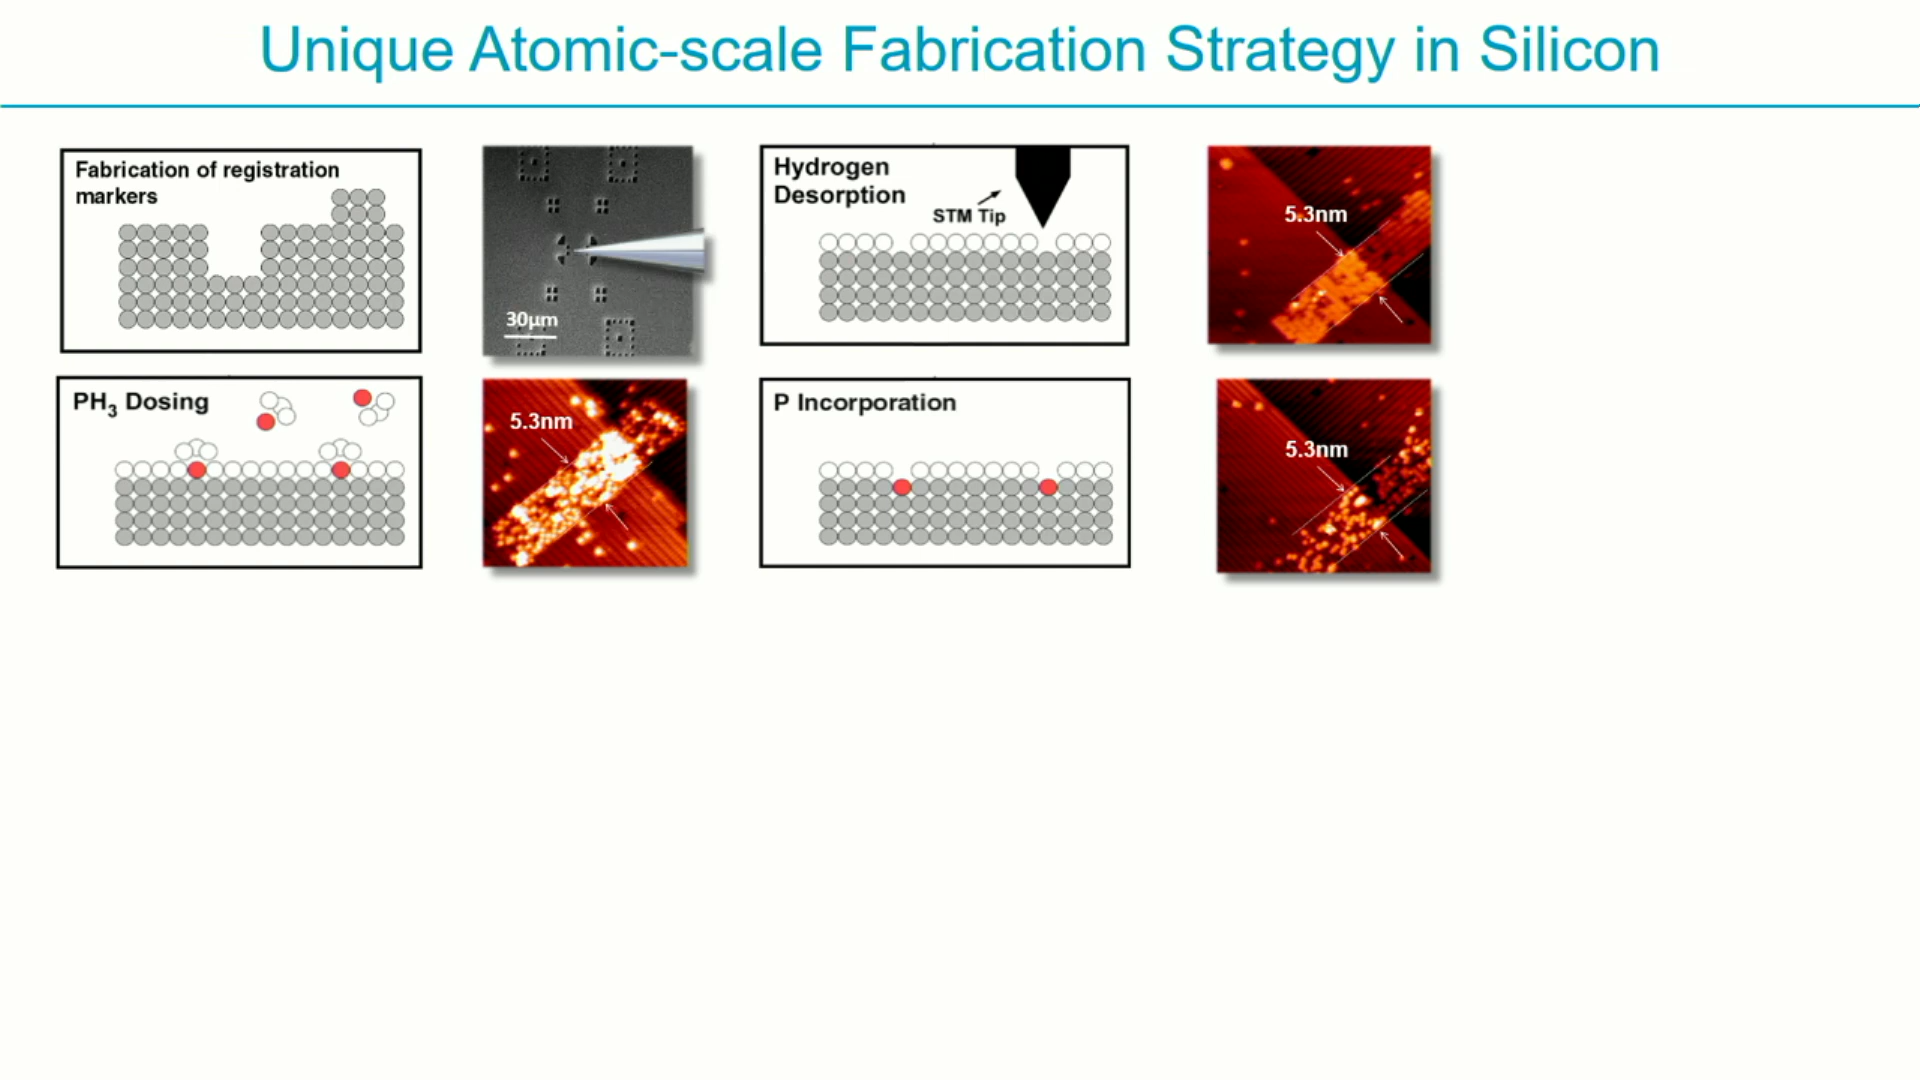 Unique Atomic-scale Fabrication Strategy in Silicon
Fabrication of registration
markers
30µm
Hydrogen
Desorption
STM Tip
5.3nm
PH3 Dosing
5.3nm
P Incorporation
5.3nm